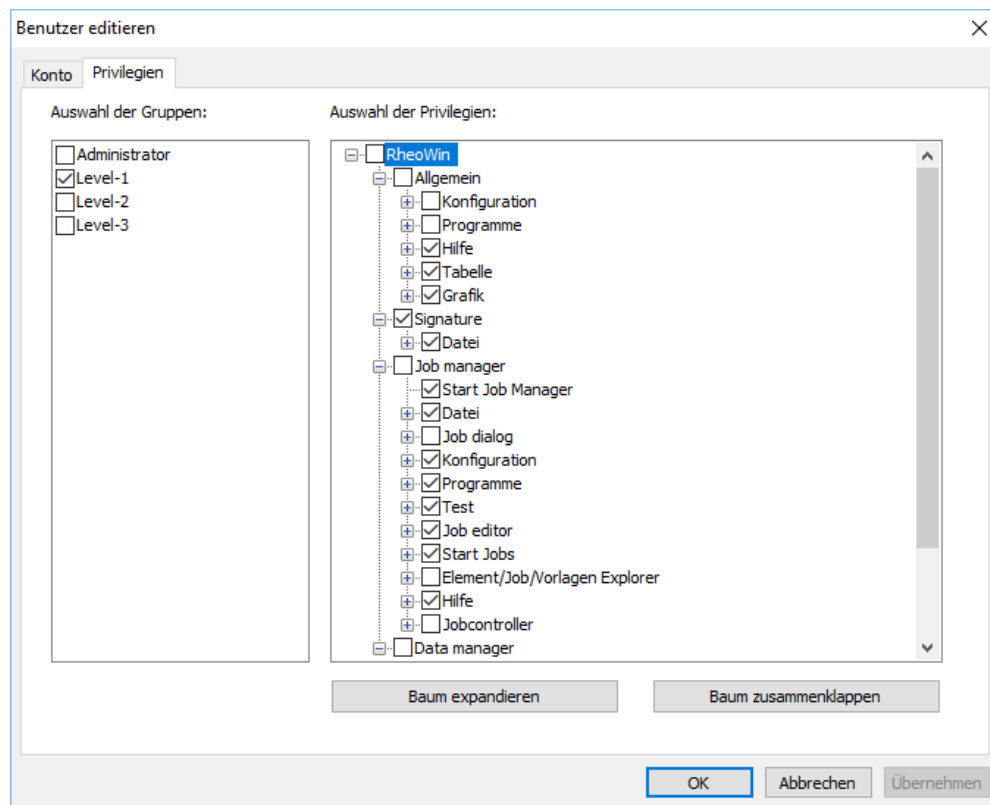 Benutzer editieren
Konto Privilegien
Auswahl der Gruppen:
Administrator
Level-1
Level-2
Level-3
Auswahl der Privilegien:
RheoWin
Allgemein
Konfiguration
Programme
Hilfe
Tabelle
Grafik
Signature
Datei
Job manager
Start Job Manager
Datei
Job dialog
Konfiguration
Programme
Test
Job editor
Start Jobs
Element/Job/Vorlagen Explorer
Hilfe
Jobcontroller
Data manager
Baum expandieren Baum zusammenklappen
OK Abbrechen Übernehmen